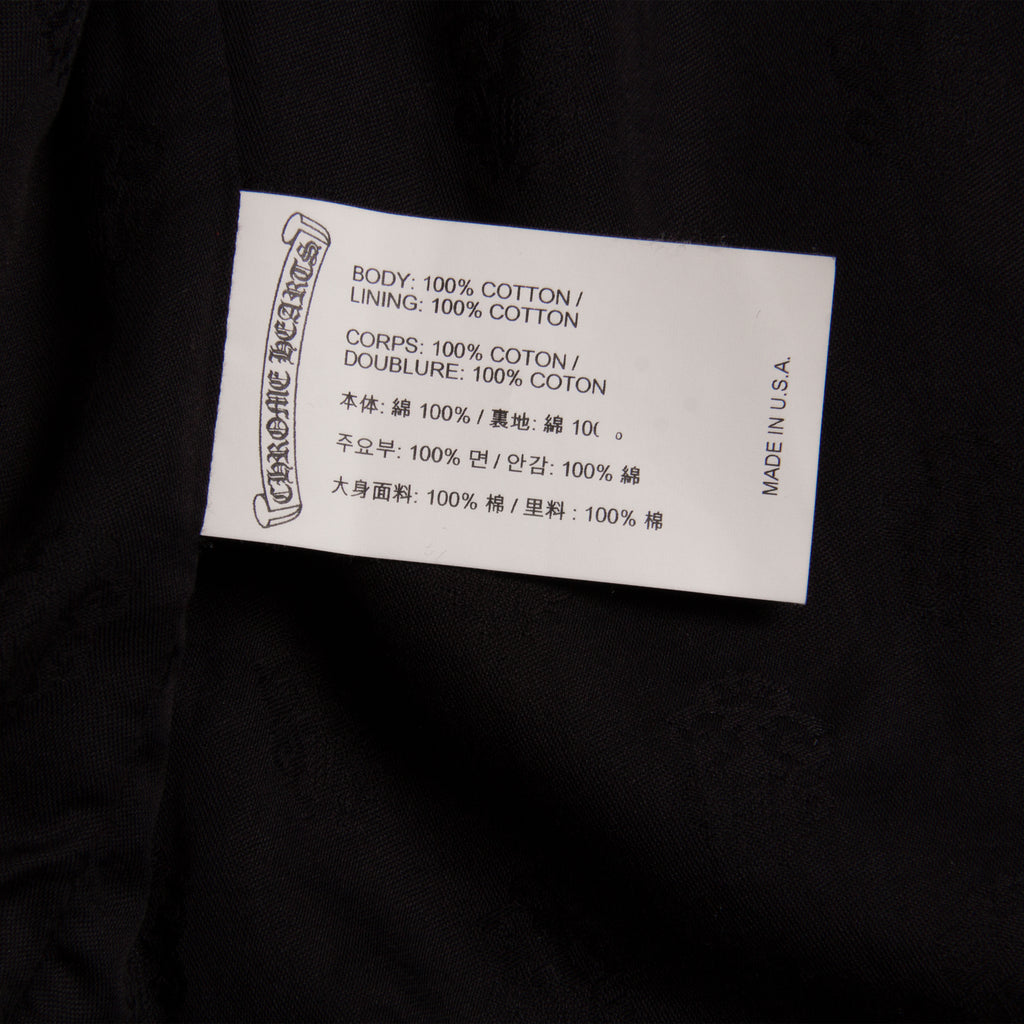 CHROME HEARTS
BODY: 100% COTTON /
LINING: 100% COTTON
CORPS: 100% COTON /
DOUBLURE: 100% COTON
本体: 綿 100% / 裏地: 綿 10
주요부: 100% 면 / 안감: 100% 綿
大身面料: 100% 棉 / 里料 : 100% 棉
MADE IN U.S.A.